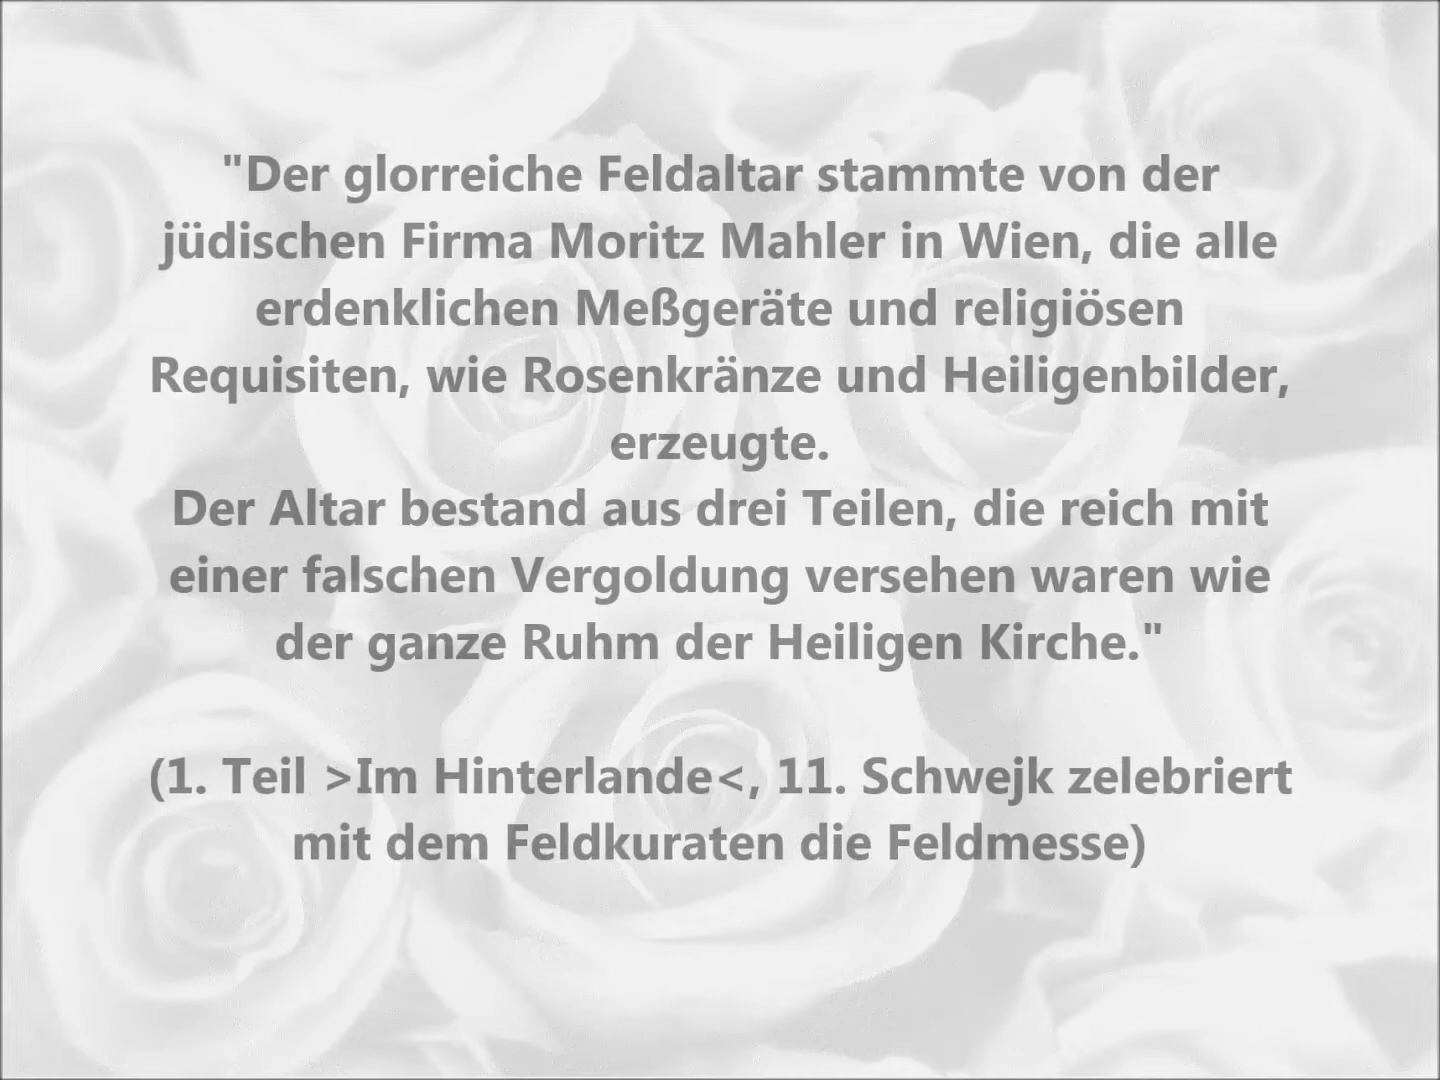 "Der glorreiche Feldaltar stammte von der
jüdischen Firma Moritz Mahler in Wien, die alle
erdenklichen Meßgeräte und religiösen
Requisiten, wie Rosenkränze und Heiligenbilder,
erzeugte.
Der Altar bestand aus drei Teilen, die reich mit
einer falschen Vergoldung versehen waren wie
der ganze Ruhm der Heiligen Kirche."
(1. Teil >Im Hinterlande<, 11. Schwejk zelebriert
mit dem Feldkuraten die Feldmesse)